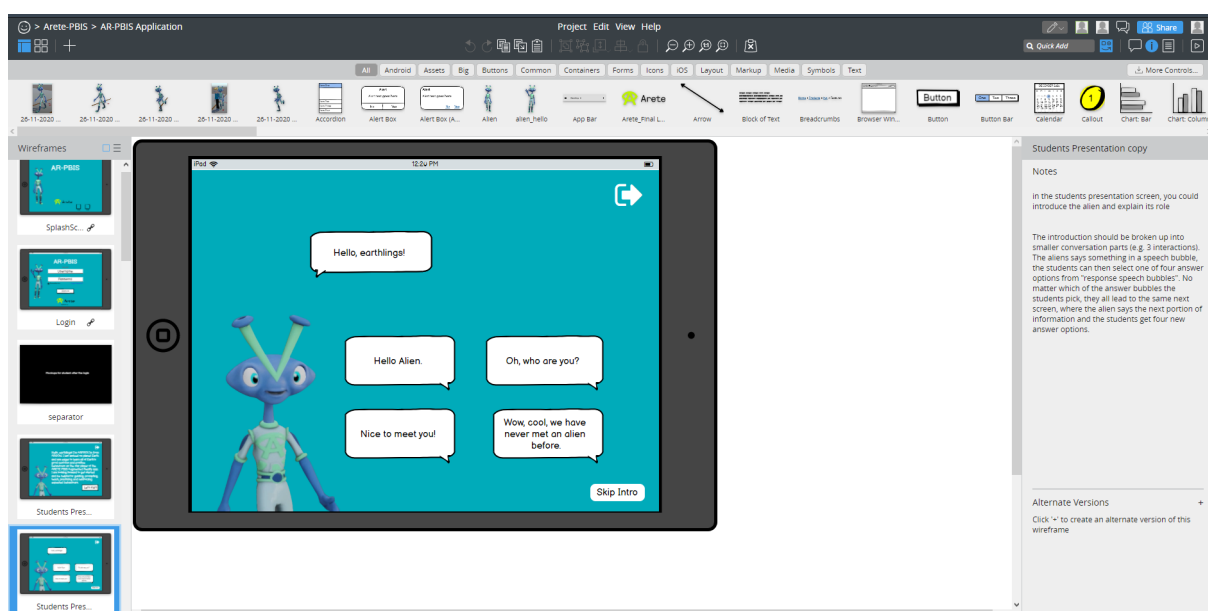 > Arete-PBIS > AR-PBIS Application
Project Edit View Help
Share
Quick Add
All Android Assets Big Buttons Common Containers Forms Icons iOS Layout Markup Media Symbols Text
More Controls...
26-11-2020 ... 26-11-2020 ... 26-11-2020 ... 26-11-2020 ... 26-11-2020 ... Accordion Alert Box Alert Box (A... Alien alien_hello App Bar Arete_Final L... Arrow Block of Text Breadcrumbs Browser Win... Button Button Bar Calendar Callout Chart: Bar Chart: Colum
Arete
Button
One Two Three
1
Wireframes
AR-PBIS
SplashSc...
AR-PBIS
Login
separator
Students Pres...
Students Pres...
iPad
12:20 PM
Hello, earthlings!
Hello Alien.
Oh, who are you?
Nice to meet you!
Wow, cool, we have
never met an alien
before.
Skip Intro
Students Presentation copy
Notes
in the students presentation screen, you could
introduce the alien and explain its role
The introduction should be broken up into
smaller conversation parts (e.g. 3 interactions).
The aliens says something in a speech bubble,
the students can then select one of four answer
options from "response speech bubbles". No
matter which of the answer bubbles the
students pick, they all lead to the same next
screen, where the alien says the next portion of
information and the students get four new
answer options.
Alternate Versions +
Click '+' to create an alternate version of this
wireframe